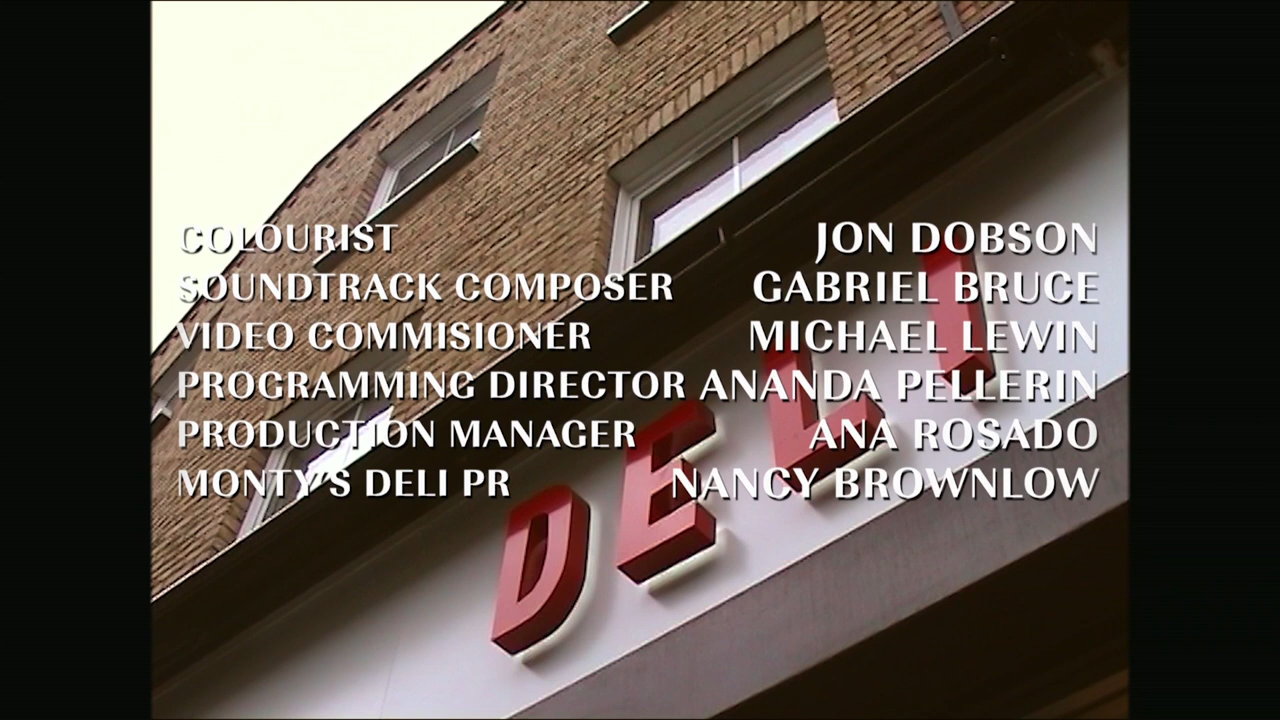 COLOURIST JON DOBSON
SOUNDTRACK COMPOSER GABRIEL BRUCE
VIDEO COMMISIONER MICHAEL LEWIN
PROGRAMMING DIRECTOR ANANDA PELLERIN
PRODUCTION MANAGER ANA ROSADO
MONTY'S DELI PR NANCY BROWNLOW
DELI